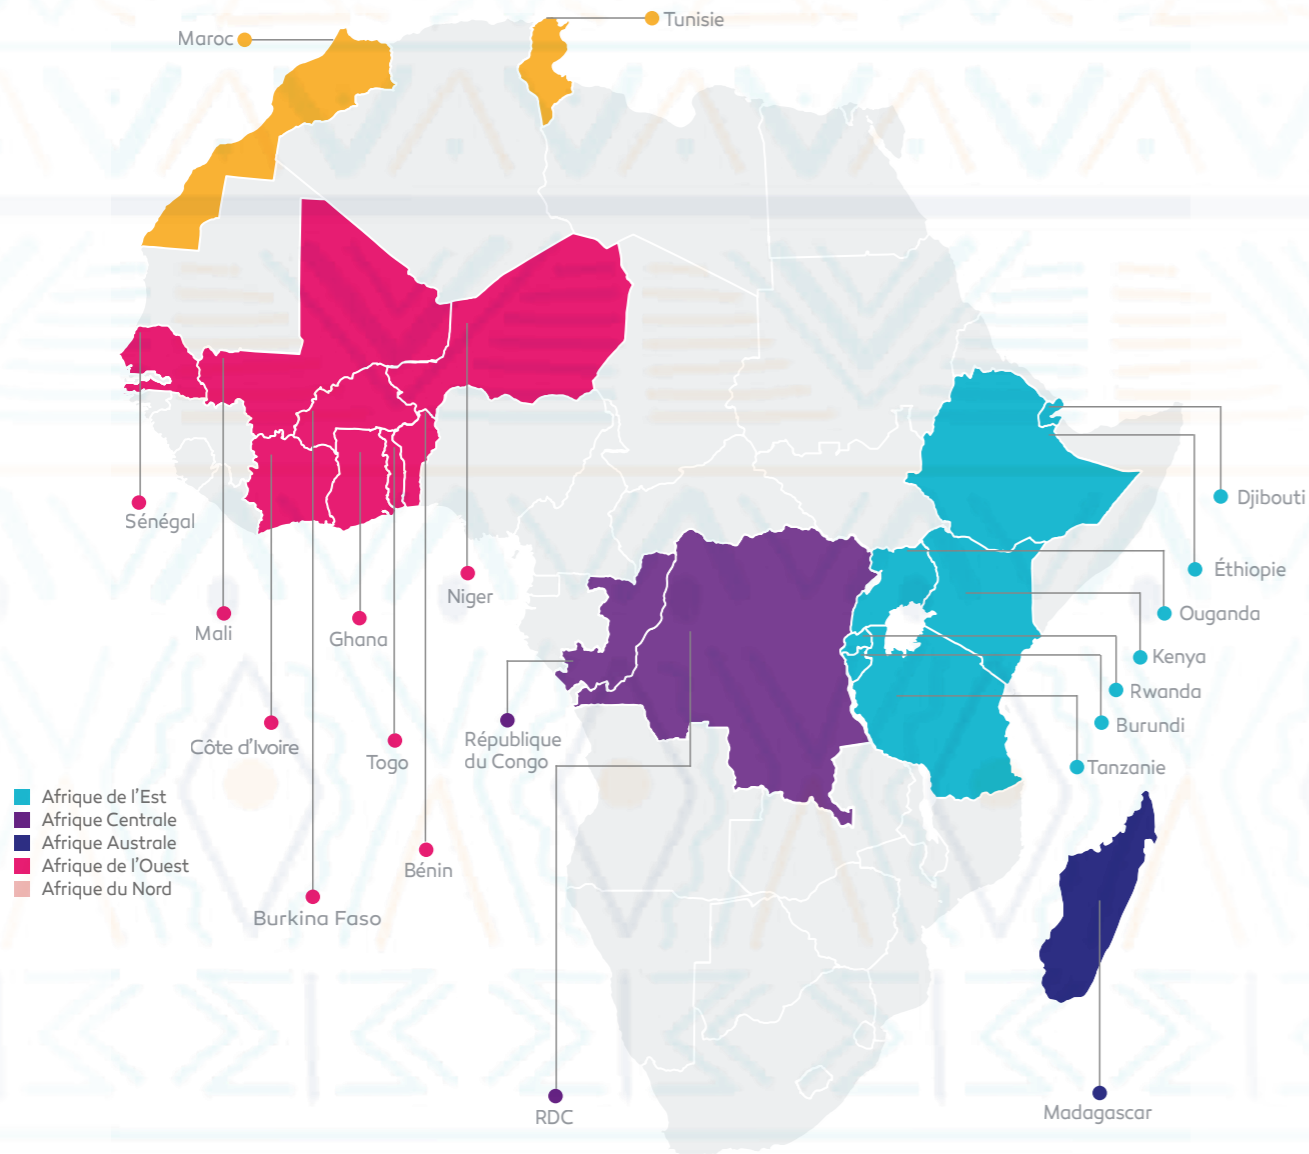 Tunisie
Maroc
Sénégal
Mali
Niger
Ghana
Côte d'Ivoire
Togo
Bénin
Burkina Faso
République
du Congo
RDC
Djibouti
Éthiopie
Ouganda
Kenya
Rwanda
Burundi
Tanzanie
Madagascar
Afrique de l'Est
Afrique Centrale
Afrique Australe
Afrique de l'Ouest
Afrique du Nord